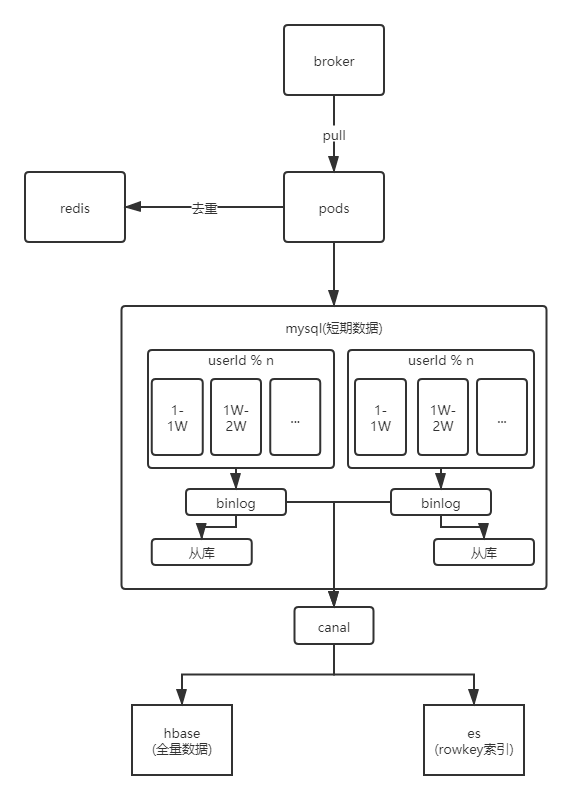 broker
pull
redis
去重
pods
mysql(短期数据)
userId % n
userId % n
1-
1W
1W-
2W
...
1-
1W
1W-
2W
...
binlog
binlog
从库
从库
canal
hbase
(全量数据)
es
(rowkey索引)